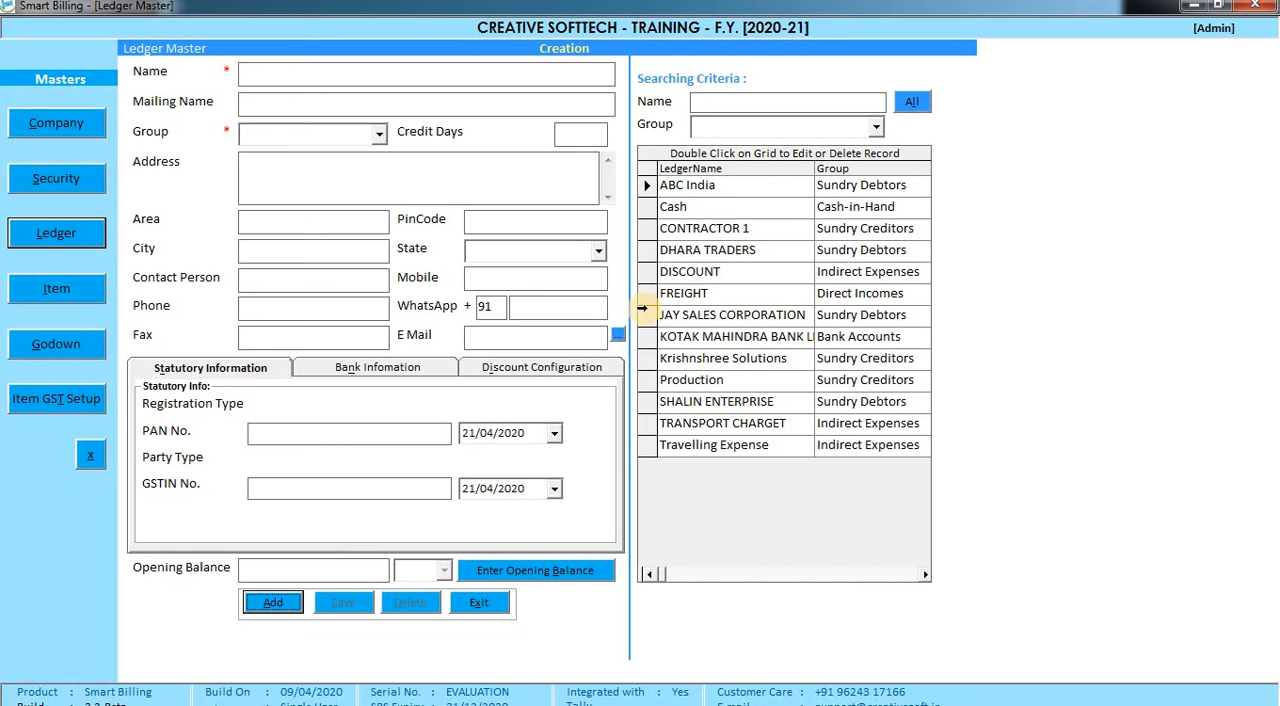 Smart Billing - [Ledger Master]
CREATIVE SOFTTECH - TRAINING - F.Y. [2020-21]
[Admin]
Masters
Company
Security
Ledger
Item
Godown
Item GST Setup
x
Ledger Master Creation
Name *
Mailing Name
Group * Credit Days
Address
Area PinCode
City State
Contact Person Mobile
Phone WhatsApp + 91
Fax E Mail ...
Statutory Information Bank Infomation Discount Configuration
Statutory Info:
Registration Type
PAN No. 21/04/2020
Party Type
GSTIN No. 21/04/2020
Opening Balance Enter Opening Balance
Add Save Delete Exit
Searching Criteria :
Name All
Group
Double Click on Grid to Edit or Delete Record
LedgerName Group
ABC India Sundry Debtors
Cash Cash-in-Hand
CONTRACTOR 1 Sundry Creditors
DHARA TRADERS Sundry Debtors
DISCOUNT Indirect Expenses
FREIGHT Direct Incomes
JAY SALES CORPORATION Sundry Debtors
KOTAK MAHINDRA BANK LI Bank Accounts
Krishnshree Solutions Sundry Creditors
Production Sundry Creditors
SHALIN ENTERPRISE Sundry Debtors
TRANSPORT CHARGET Indirect Expenses
Travelling Expense Indirect Expenses
Product : Smart Billing Build On : 09/04/2020 Serial No. : EVALUATION Integrated with : Yes Customer Care : +91 96243 17166